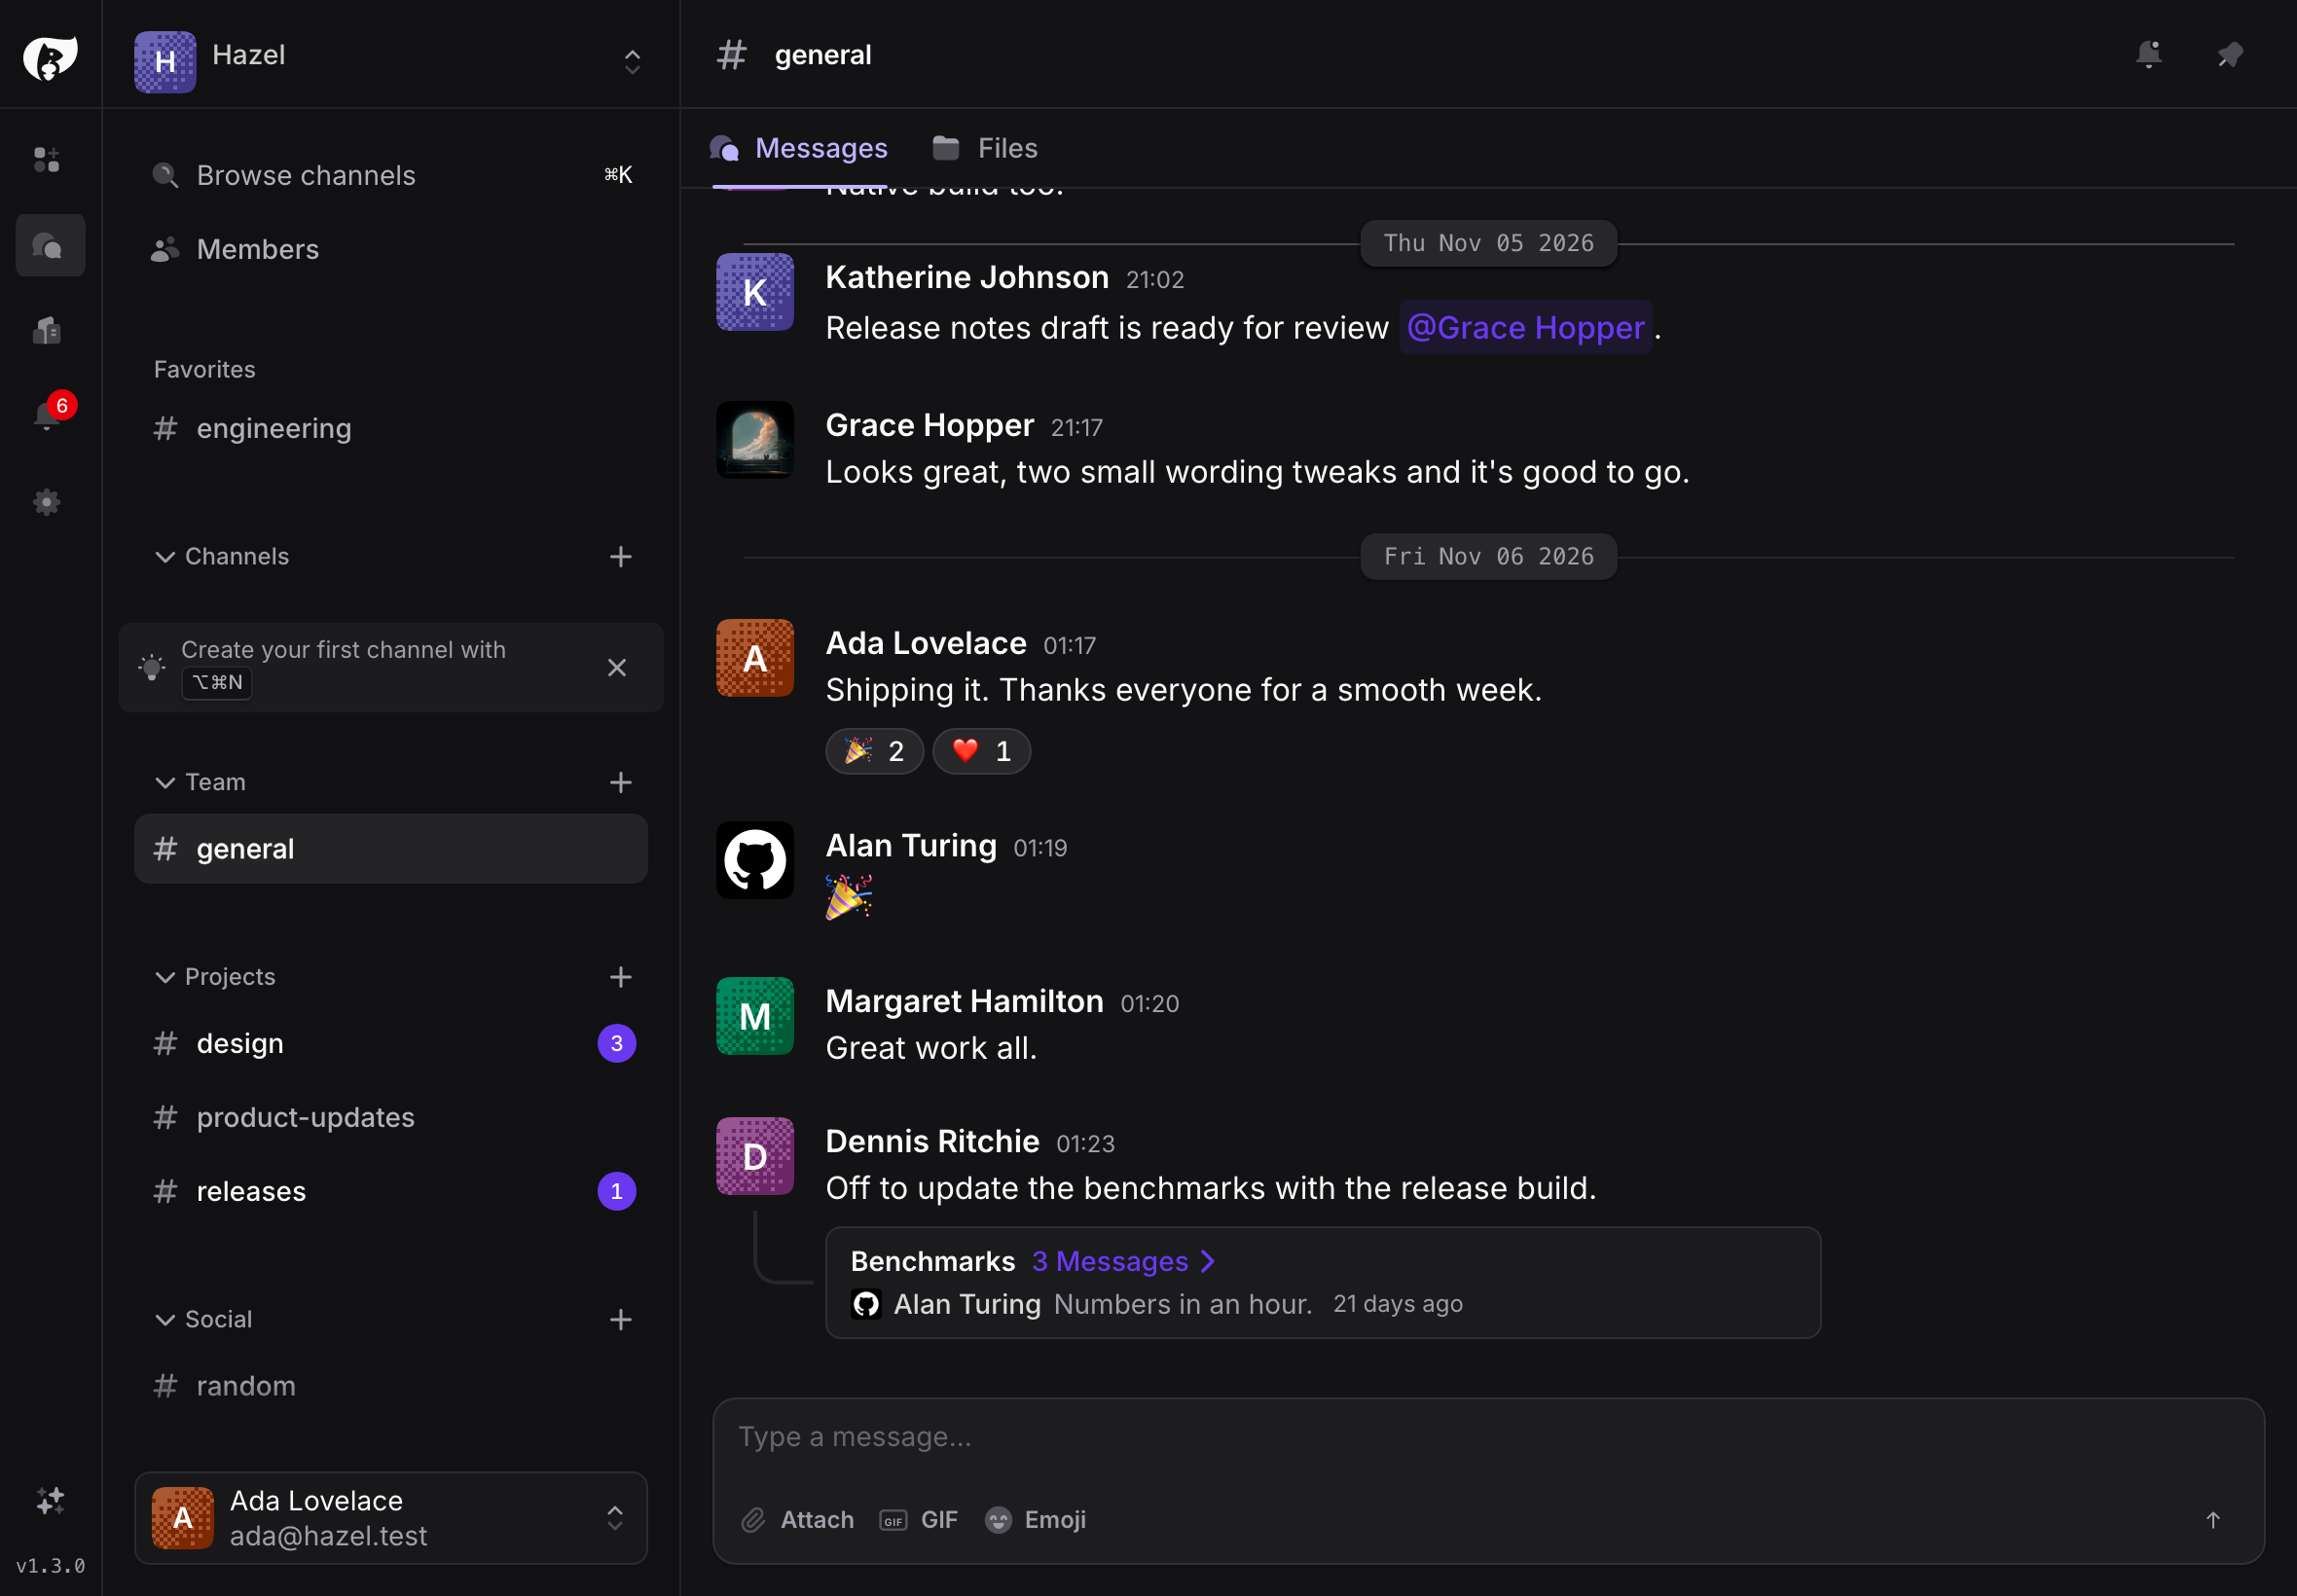 H Hazel
Browse channels ⌘K
Members
6
Favorites
# engineering
Channels
Create your first channel with
⌥⌘N
Team
# general
Projects
# design 3
# product-updates
# releases 1
Social
# random
A Ada Lovelace
ada@hazel.test
v1.3.0
# general
Messages Files
Native build too.
Thu Nov 05 2026
K Katherine Johnson 21:02
Release notes draft is ready for review @Grace Hopper.
Grace Hopper 21:17
Looks great, two small wording tweaks and it's good to go.
Fri Nov 06 2026
A Ada Lovelace 01:17
Shipping it. Thanks everyone for a smooth week.
🎉 2 ❤️ 1
Alan Turing 01:19
🎉
M Margaret Hamilton 01:20
Great work all.
D Dennis Ritchie 01:23
Off to update the benchmarks with the release build.
Benchmarks 3 Messages
Alan Turing Numbers in an hour. 21 days ago
Type a message...
Attach GIF GIF Emoji